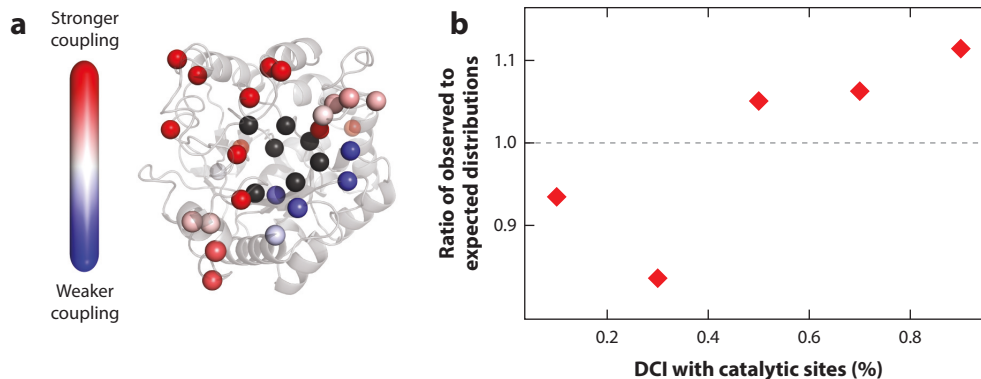 a
Stronger
coupling
Weaker
coupling
b
Ratio of observed to
expected distributions
1.1
1.0
0.9
0.2
0.4
0.6
0.8
DCI with catalytic sites (%)